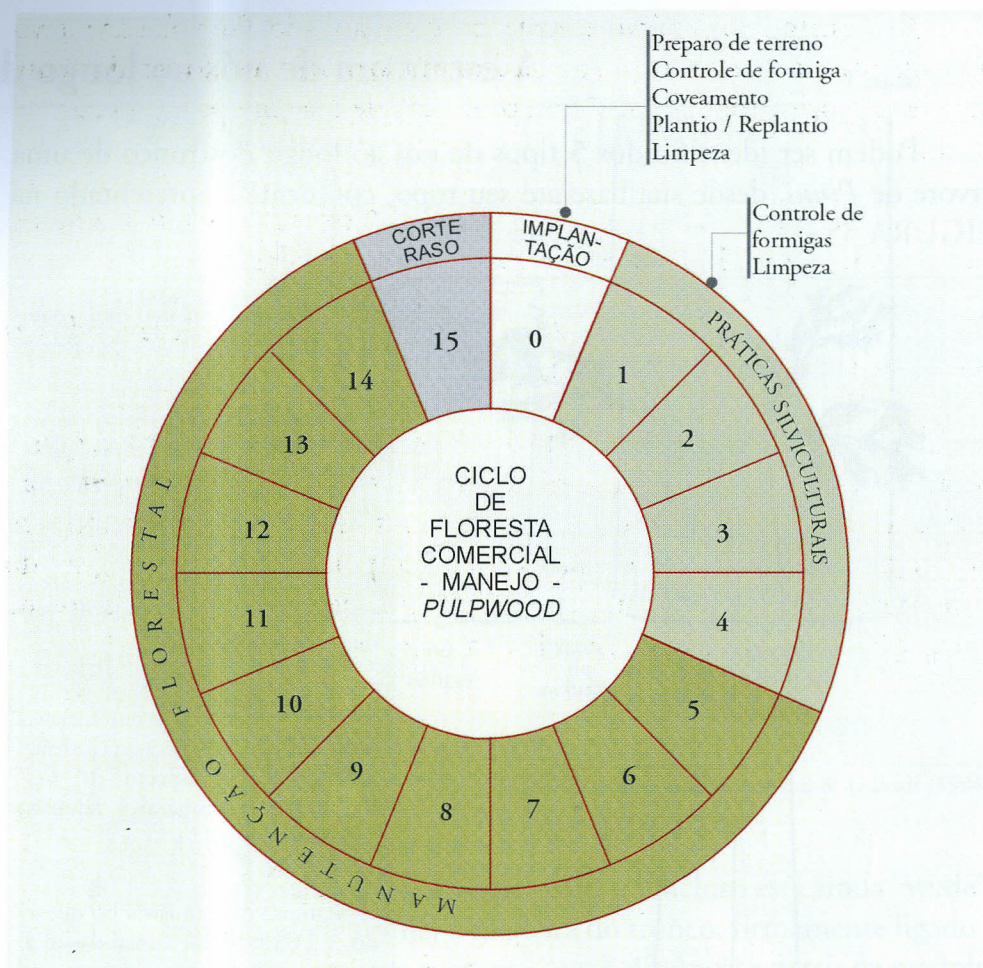 Preparo de terreno
Controle de formiga
Coveamento
Plantio / Replantio
Limpeza
Controle de
formigas
Limpeza
CORTE
RASO
IMPLAN-
TAÇÃO
PRÁTICAS SILVICULTURAIS
MANUTENÇÃO FLORESTAL
0
1
2
3
4
5
6
7
8
9
10
11
12
13
14
15
CICLO
DE
FLORESTA
COMERCIAL
- MANEJO -
PULPWOOD